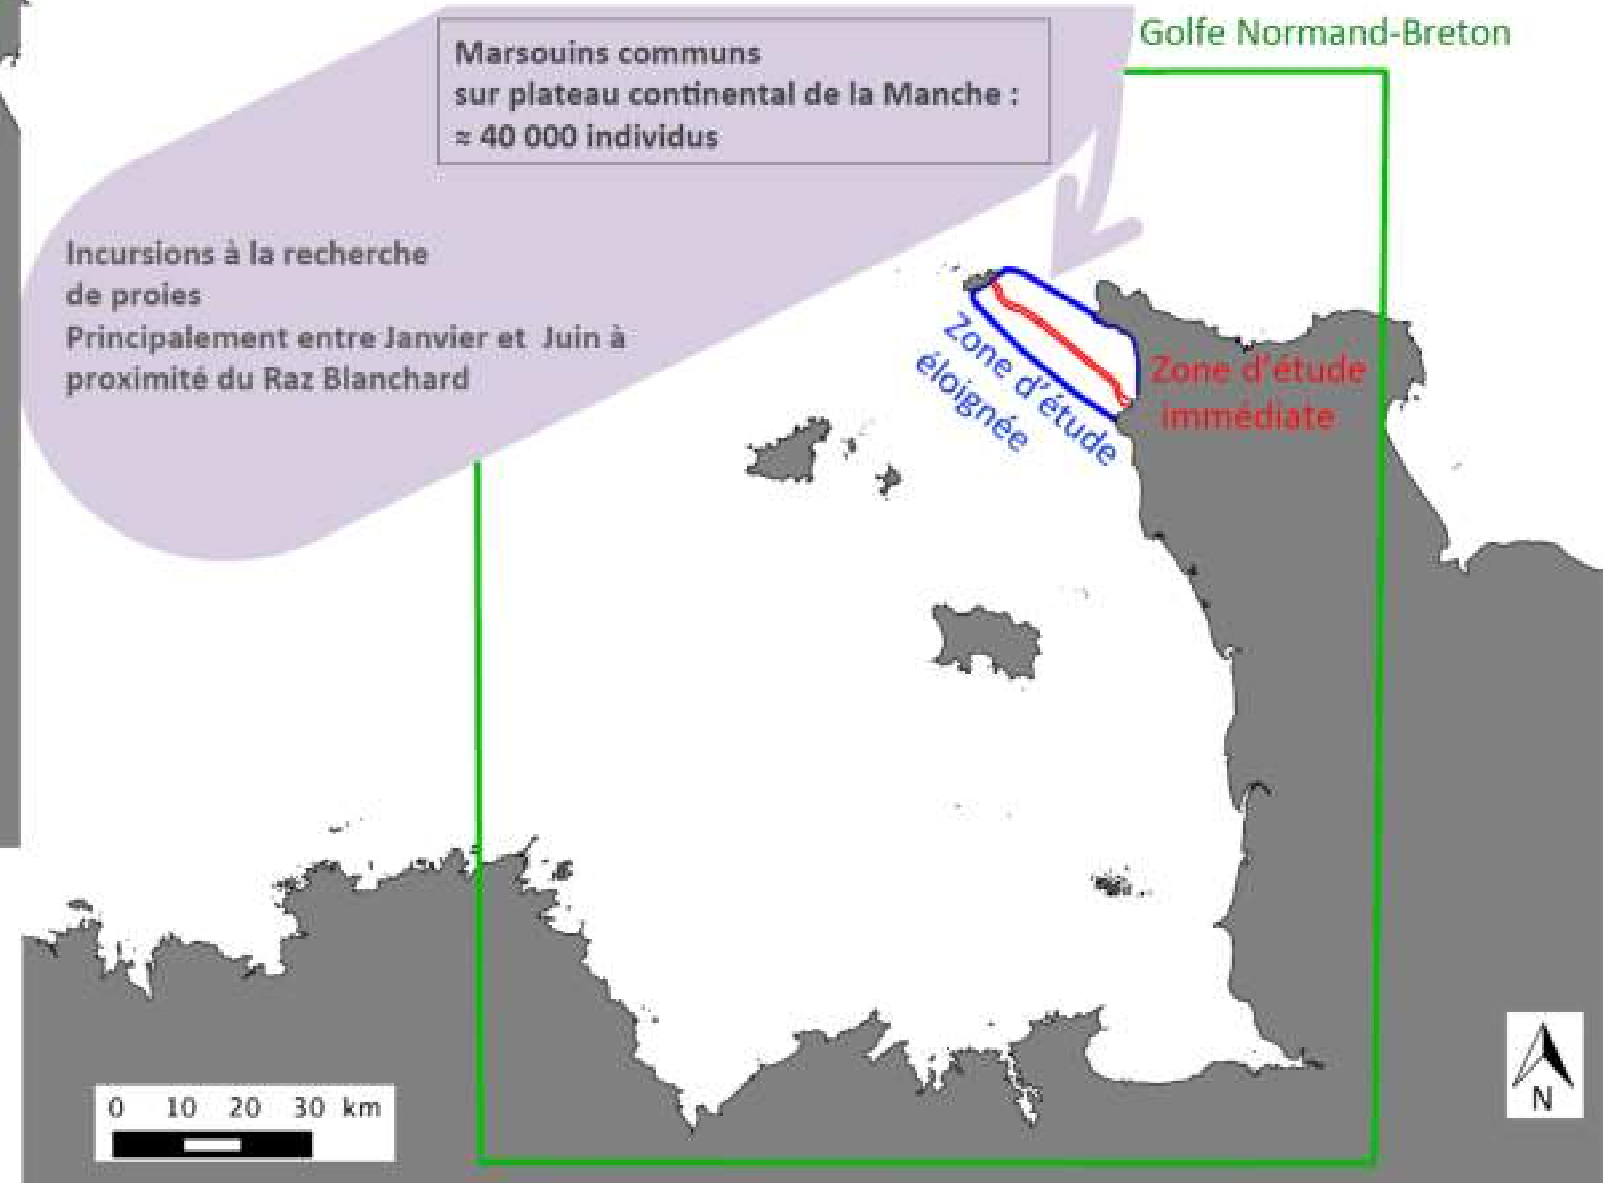 Golfe Normand-Breton
Marsouins communs
sur plateau continental de la Manche :
≈ 40 000 individus
Incursions à la recherche
de proies
Principalement entre Janvier et Juin à
proximité du Raz Blanchard
Zone d'étude
éloignée
Zone d'étude
immédiate
0 10 20 30 km
N